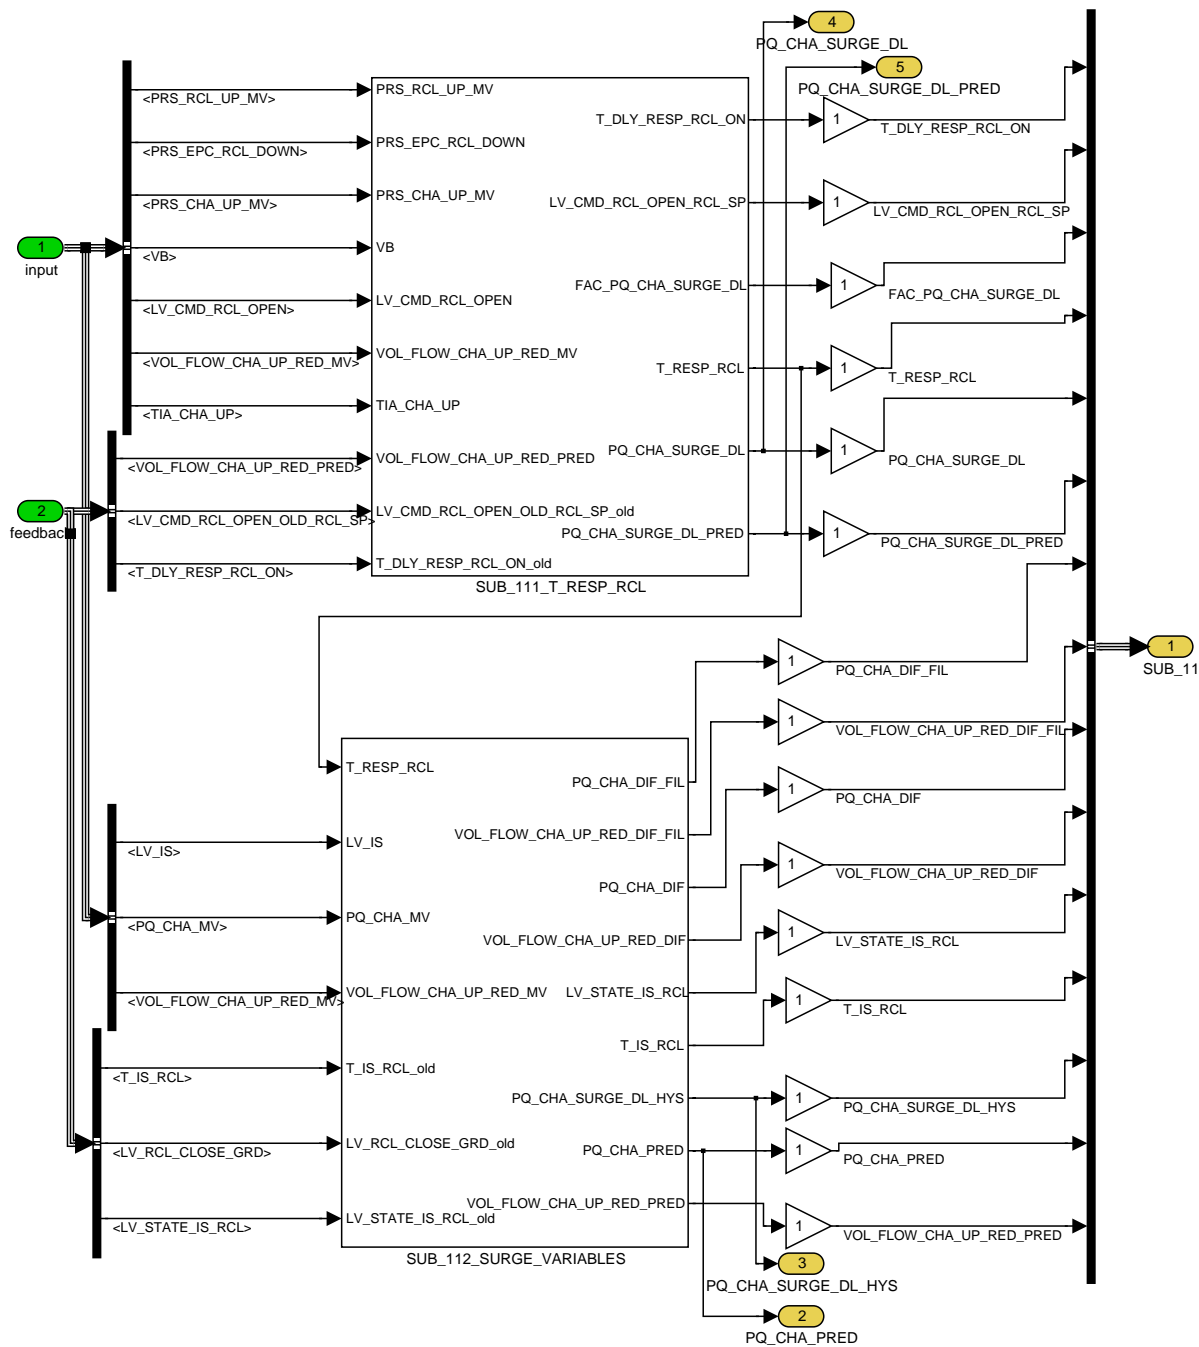 4
PQ_CHA_SURGE_DL
5
PQ_CHA_SURGE_DL_PRED
<PRS_RCL_UP_MV>
PRS_RCL_UP_MV
T_DLY_RESP_RCL_ON
1
T_DLY_RESP_RCL_ON
<PRS_EPC_RCL_DOWN>
PRS_EPC_RCL_DOWN
<PRS_CHA_UP_MV>
PRS_CHA_UP_MV
LV_CMD_RCL_OPEN_RCL_SP
1
LV_CMD_RCL_OPEN_RCL_SP
1
input
<VB>
VB
FAC_PQ_CHA_SURGE_DL
1
FAC_PQ_CHA_SURGE_DL
<LV_CMD_RCL_OPEN>
LV_CMD_RCL_OPEN
<VOL_FLOW_CHA_UP_RED_MV>
VOL_FLOW_CHA_UP_RED_MV
T_RESP_RCL
1
T_RESP_RCL
<TIA_CHA_UP>
TIA_CHA_UP
PQ_CHA_SURGE_DL
1
PQ_CHA_SURGE_DL
<VOL_FLOW_CHA_UP_RED_PRED>
VOL_FLOW_CHA_UP_RED_PRED
2
feedback
<LV_CMD_RCL_OPEN_OLD_RCL_SP>
LV_CMD_RCL_OPEN_OLD_RCL_SP_old
PQ_CHA_SURGE_DL_PRED
1
PQ_CHA_SURGE_DL_PRED
<T_DLY_RESP_RCL_ON>
T_DLY_RESP_RCL_ON_old
SUB_111_T_RESP_RCL
1
PQ_CHA_DIF_FIL
1
SUB_11
1
VOL_FLOW_CHA_UP_RED_DIF_FIL
T_RESP_RCL
PQ_CHA_DIF_FIL
1
PQ_CHA_DIF
<LV_IS>
LV_IS
VOL_FLOW_CHA_UP_RED_DIF_FIL
1
VOL_FLOW_CHA_UP_RED_DIF
PQ_CHA_DIF
<PQ_CHA_MV>
PQ_CHA_MV
VOL_FLOW_CHA_UP_RED_DIF
1
LV_STATE_IS_RCL
<VOL_FLOW_CHA_UP_RED_MV>
VOL_FLOW_CHA_UP_RED_MV
LV_STATE_IS_RCL
1
T_IS_RCL
T_IS_RCL
<T_IS_RCL>
T_IS_RCL_old
PQ_CHA_SURGE_DL_HYS
1
PQ_CHA_SURGE_DL_HYS
<LV_RCL_CLOSE_GRD>
LV_RCL_CLOSE_GRD_old
PQ_CHA_PRED
1
PQ_CHA_PRED
<LV_STATE_IS_RCL>
LV_STATE_IS_RCL_old
VOL_FLOW_CHA_UP_RED_PRED
1
VOL_FLOW_CHA_UP_RED_PRED
SUB_112_SURGE_VARIABLES
3
PQ_CHA_SURGE_DL_HYS
2
PQ_CHA_PRED